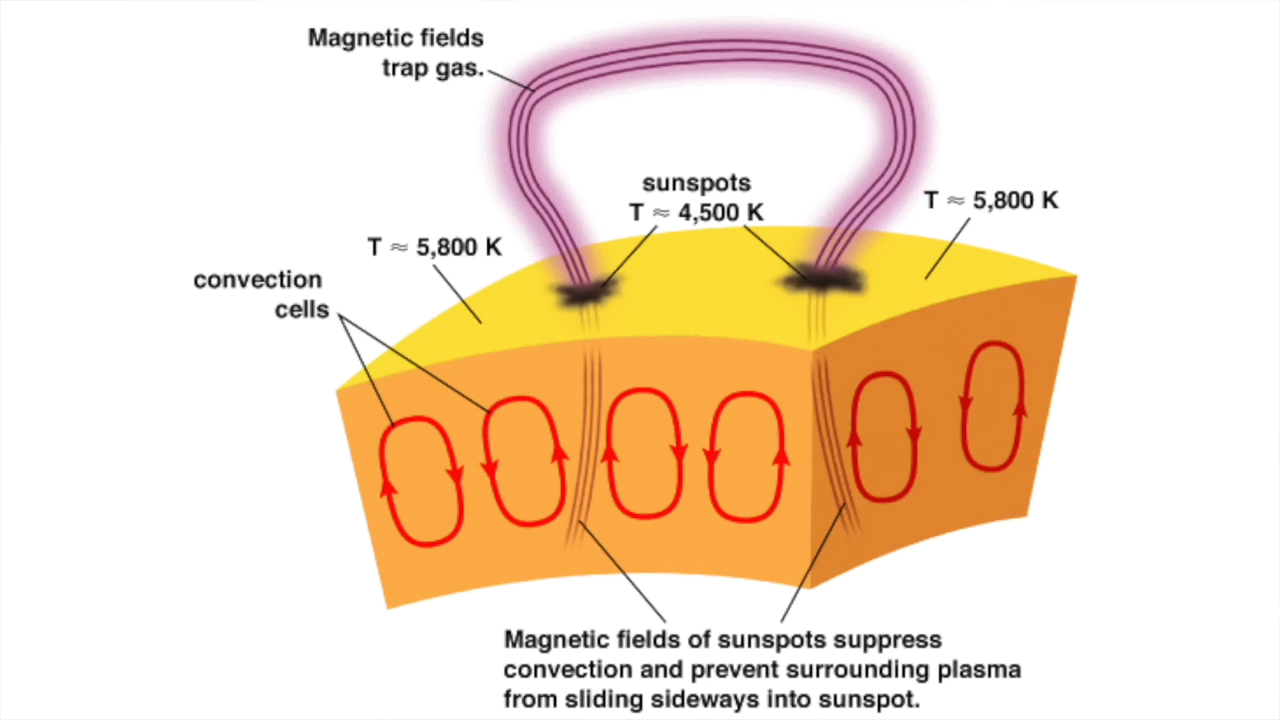 Magnetic fields
trap gas.
sunspots
T ≈ 4,500 K
T ≈ 5,800 K
T ≈ 5,800 K
convection
cells
Magnetic fields of sunspots suppress
convection and prevent surrounding plasma
from sliding sideways into sunspot.